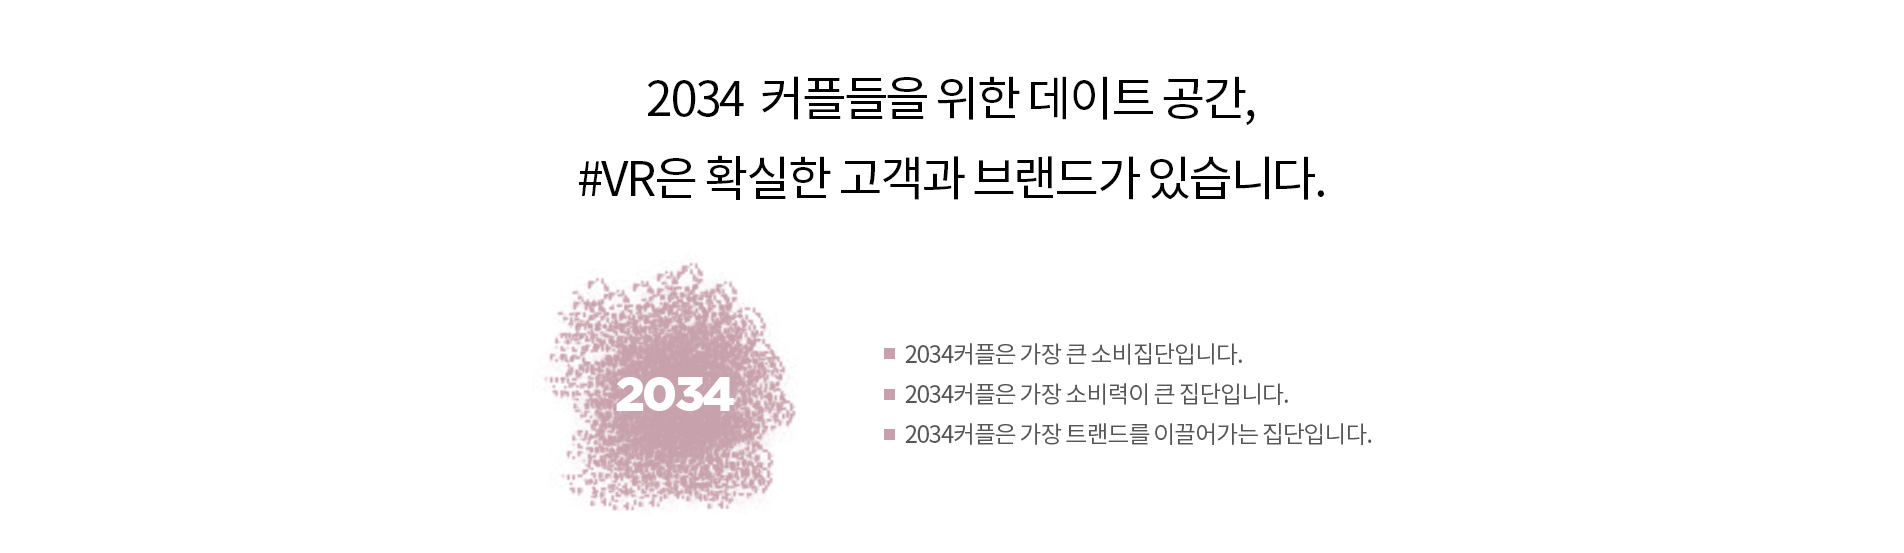 2034 커플들을 위한 데이트 공간,
#VR은 확실한 고객과 브랜드가 있습니다.
2034
2034커플은 가장 큰 소비집단입니다.
2034커플은 가장 소비력이 큰 집단입니다.
2034커플은 가장 트랜드를 이끌어가는 집단입니다.